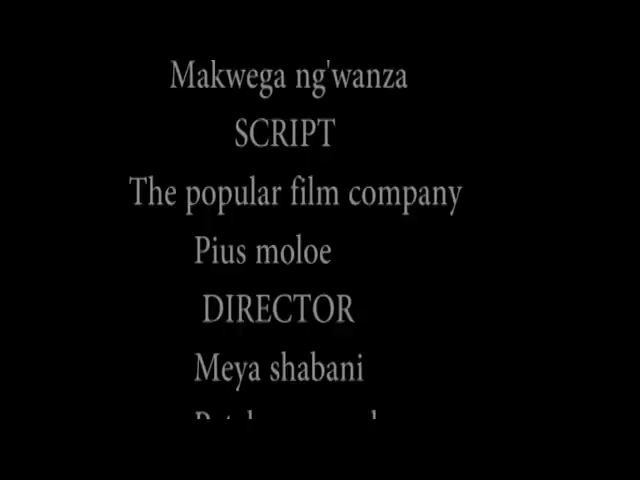 Makwega ng'wanza
SCRIPT
The popular film company
Pius moloe
DIRECTOR
Meya shabani